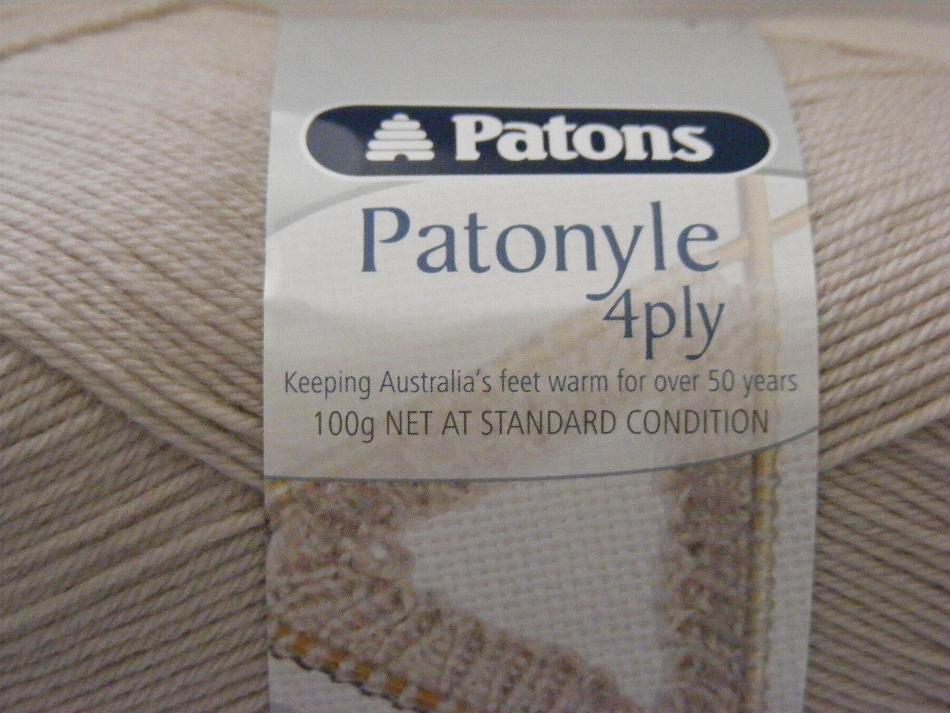 Patons
Patonyle
4ply
Keeping Australia's feet warm for over 50 years
100g NET AT STANDARD CONDITION